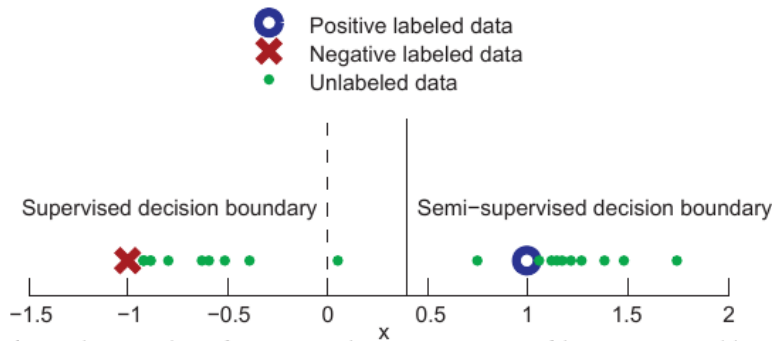 Positive labeled data
Negative labeled data
Unlabeled data
Supervised decision boundary
Semi−supervised decision boundary
−1.5 −1 −0.5 0 0.5 1 1.5 2
x